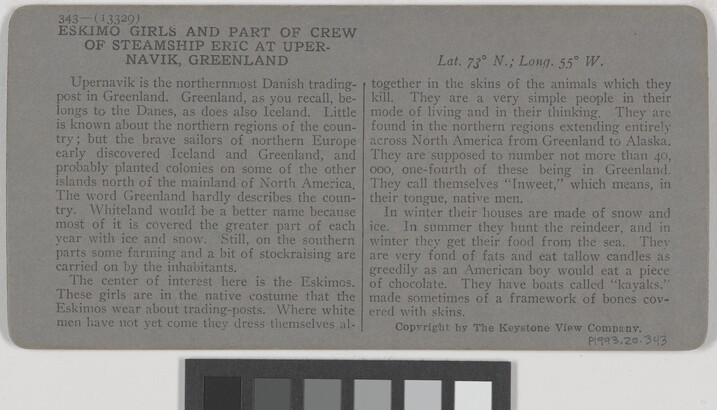 343—(13329)
ESKIMO GIRLS AND PART OF CREW
OF STEAMSHIP ERIC AT UPER-
NAVIK, GREENLAND
Upernavik is the northernmost Danish trading-
post in Greenland. Greenland, as you recall, be-
longs to the Danes, as does also Iceland. Little
is known about the northern regions of the coun-
try; but the brave sailors of northern Europe
early discovered Iceland and Greenland, and
probably planted colonies on some of the other
islands north of the mainland of North America.
The word Greenland hardly describes the coun-
try. Whiteland would be a better name because
most of it is covered the greater part of each
year with ice and snow. Still, on the southern
parts some farming and a bit of stockraising are
carried on by the inhabitants.
The center of interest here is the Eskimos.
These girls are in the native costume that the
Eskimos wear about trading-posts. Where white
men have not yet come they dress themselves al-
Lat. 73° N.; Long. 55° W.
together in the skins of the animals which they
kill. They are a very simple people in their
mode of living and in their thinking. They are
found in the northern regions extending entirely
across North America from Greenland to Alaska.
They are supposed to number not more than 40,
000, one-fourth of these being in Greenland.
They call themselves "Inweet," which means, in
their tongue, native men.
In winter their houses are made of snow and
ice. In summer they hunt the reindeer, and in
winter they get their food from the sea. They
are very fond of fats and eat tallow candles as
greedily as an American boy would eat a piece
of chocolate. They have boats called "kayaks,"
made sometimes of a framework of bones cov-
ered with skins.
Copyright by The Keystone View Company.
P1993.20.343